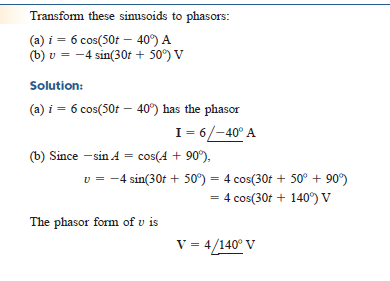 Transform these sinusoids to phasors:
(a) i = 6 cos(50t − 40°) A
(b) v = −4 sin(30t + 50°) V
Solution:
(a) i = 6 cos(50t − 40°) has the phasor
I = 6/−40° A
(b) Since −sin A = cos(A + 90°),
v = −4 sin(30t + 50°) = 4 cos(30t + 50° + 90°)
= 4 cos(30t + 140°) V
The phasor form of v is
V = 4/140° V